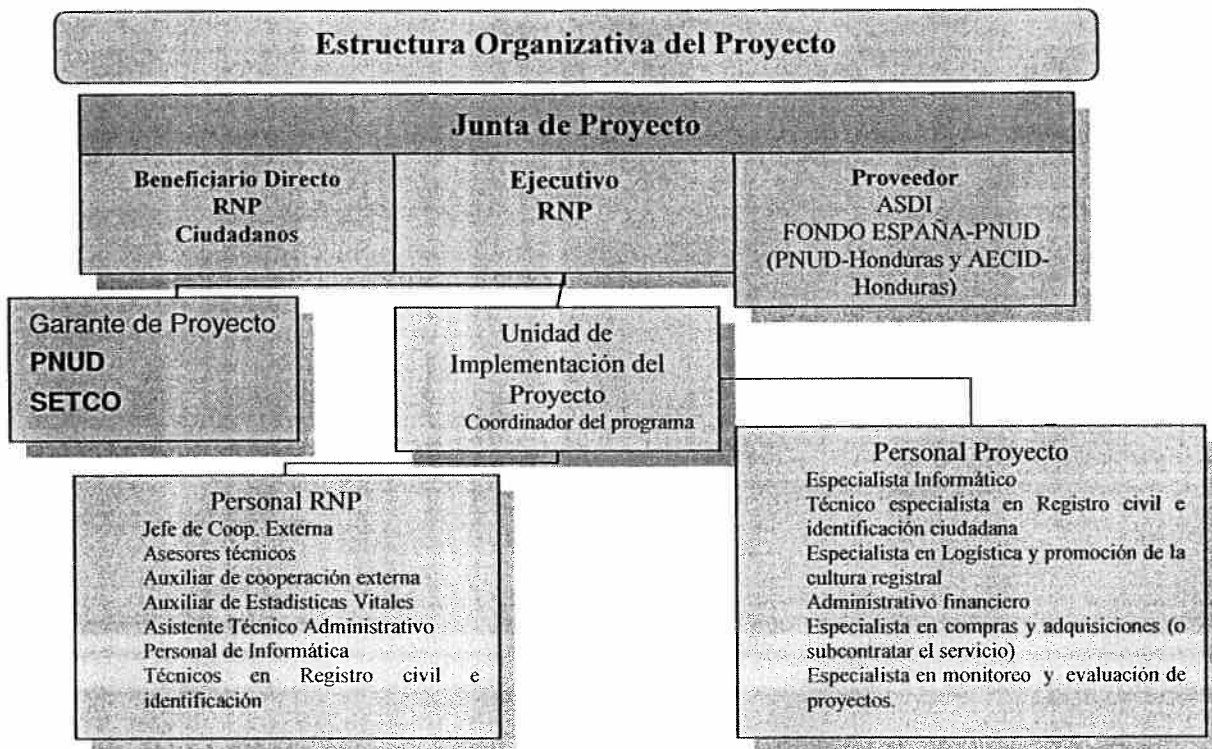 Estructura Organizativa del Proyecto
Junta de Proyecto
Beneficiario Directo
RNP
Ciudadanos
Ejecutivo
RNP
Proveedor
ASDI
FONDO ESPAÑA-PNUD
(PNUD-Honduras y AECID-
Honduras)
Garante de Proyecto
PNUD
SETCO
Unidad de
Implementación del
Proyecto
Coordinador del programa
Personal RNP
Jefe de Coop. Externa
Asesores técnicos
Auxiliar de cooperación externa
Auxiliar de Estadísticas Vitales
Asistente Técnico Administrativo
Personal de Informática
Técnicos en Registro civil e
identificación
Personal Proyecto
Especialista Informático
Técnico especialista en Registro civil e
identificación ciudadana
Especialista en Logística y promoción de la
cultura registral
Administrativo financiero
Especialista en compras y adquisiciones (o
subcontratar el servicio)
Especialista en monitoreo y evaluación de
proyectos.